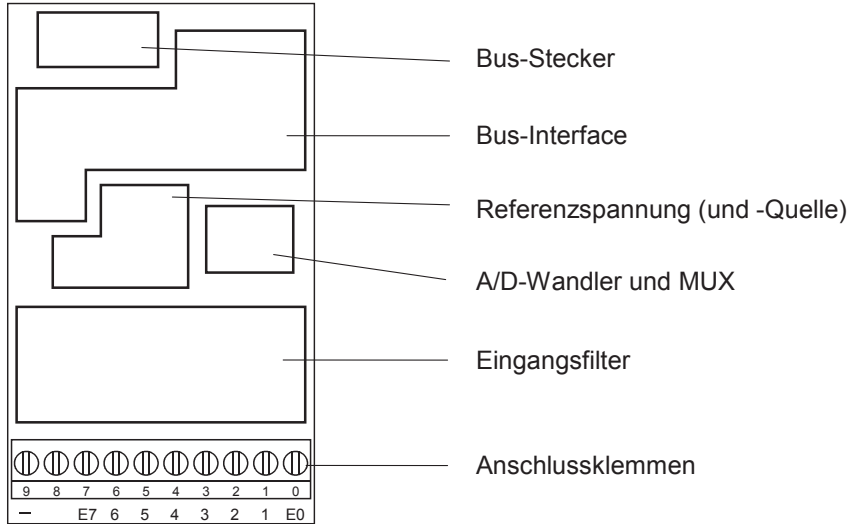 Bus-Stecker
Bus-Interface
Referenzspannung (und -Quelle)
A/D-Wandler und MUX
Eingangsfilter
Anschlussklemmen
9 8 7 6 5 4 3 2 1 0
– E7 6 5 4 3 2 1 E0